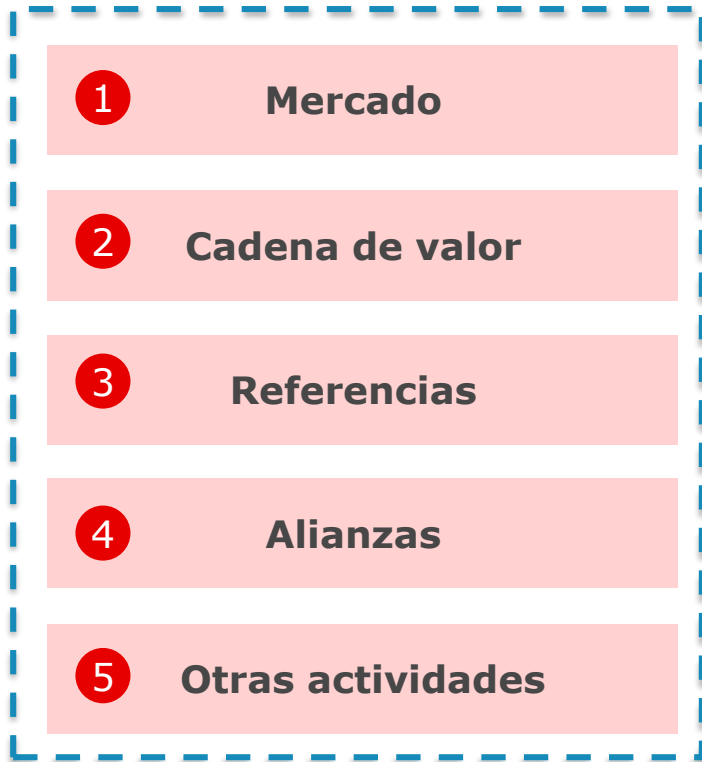 1 Mercado
2 Cadena de valor
3 Referencias
4 Alianzas
5 Otras actividades